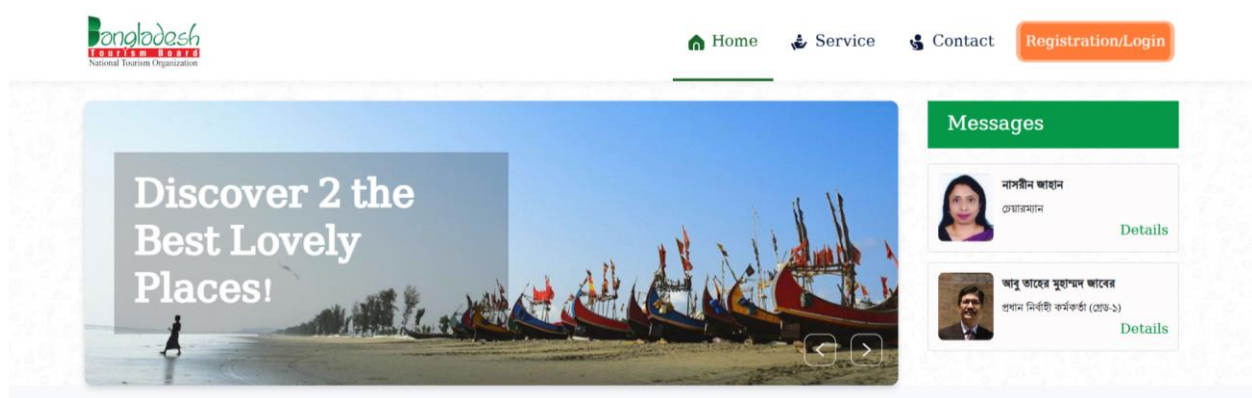 Bangladesh
Tourism Board
National Tourism Organization
Home
Service
Contact
Registration/Login
Discover 2 the
Best Lovely
Places!
Messages
নাসরীন জাহান
চেয়ারম্যান
Details
আবু তাহের মুহাম্মদ জাবের
প্রধান নির্বাহী কর্মকর্তা (গ্রেড-১)
Details